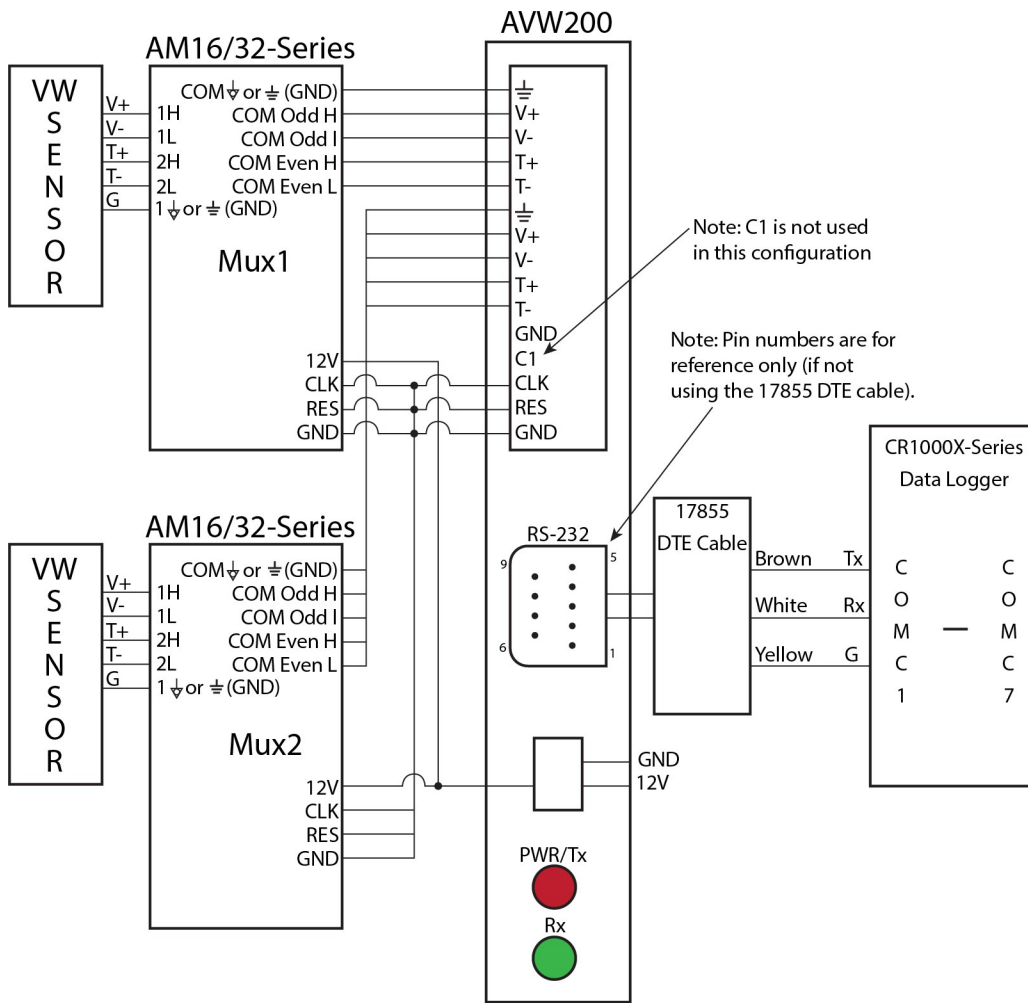 AVW200
AM16/32-Series
VW
S
E
N
S
O
R
V+
V-
T+
T-
G
1H
1L
2H
2L
1 ⏚ or ⏚ (GND)
COM ⏚ or ⏚ (GND)
COM Odd H
COM Odd I
COM Even H
COM Even L
Mux1
12V
CLK
RES
GND
⏚
V+
V-
T+
T-
⏚
V+
V-
T+
T-
GND
C1
CLK
RES
GND
Note: C1 is not used
in this configuration
Note: Pin numbers are for
reference only (if not
using the 17855 DTE cable).
AM16/32-Series
VW
S
E
N
S
O
R
V+
V-
T+
T-
G
1H
1L
2H
2L
1 ⏚ or ⏚ (GND)
COM ⏚ or ⏚ (GND)
COM Odd H
COM Odd I
COM Even H
COM Even L
Mux2
12V
CLK
RES
GND
RS-232
9
5
6
1
17855
DTE Cable
Brown Tx
White Rx
Yellow G
CR1000X-Series
Data Logger
C C
O O
M — M
C C
1 7
GND
12V
PWR/Tx
Rx